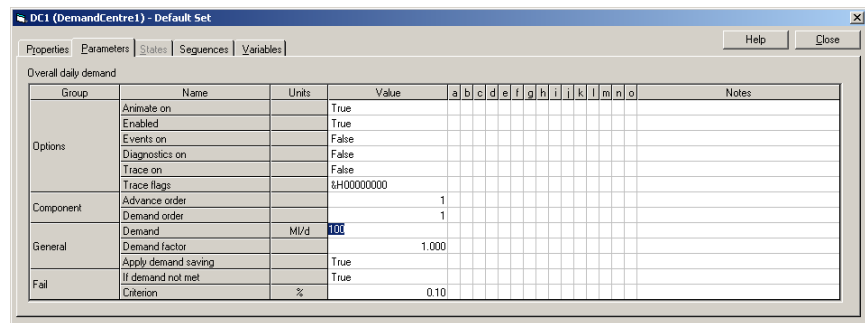 DC1 (DemandCentre1) - Default Set
Properties Parameters States Sequences Variables Help Close
Overall daily demand
Group Name Units Value a b c d e f g h i j k l m n o Notes
Options
Animate on True
Enabled True
Events on False
Diagnostics on False
Trace on False
Trace flags &H00000000
Component
Advance order 1
Demand order 1
General
Demand Ml/d 100
Demand factor 1.000
Apply demand saving True
Fail
If demand not met True
Criterion % 0.10